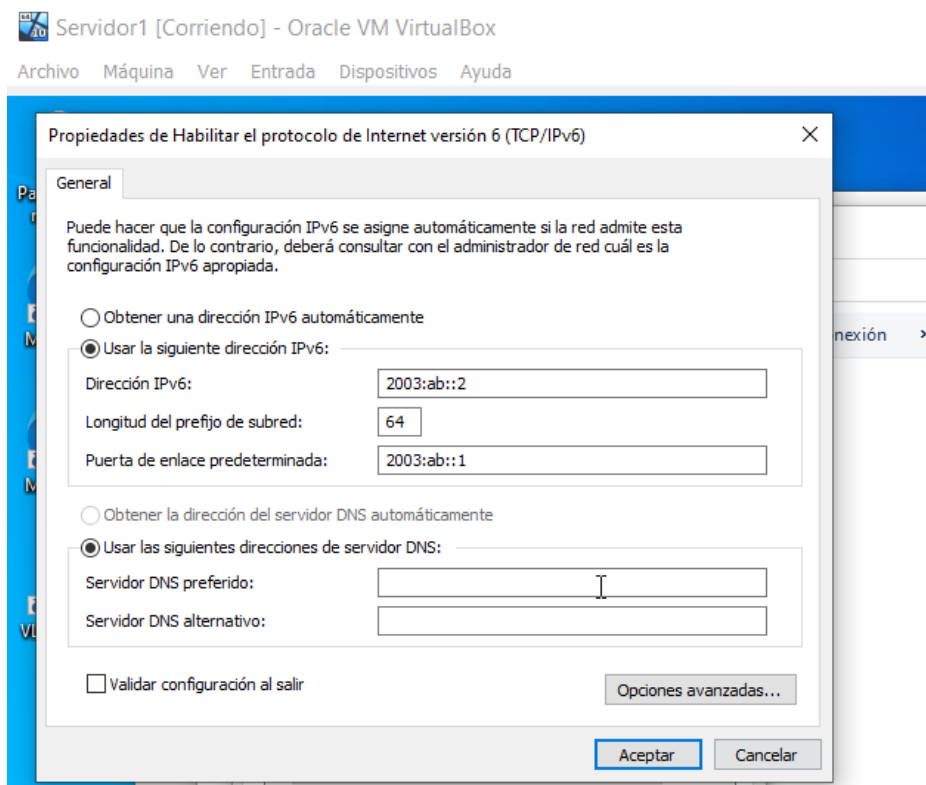 Servidor1 [Corriendo] - Oracle VM VirtualBox
Archivo Máquina Ver Entrada Dispositivos Ayuda
Propiedades de Habilitar el protocolo de Internet versión 6 (TCP/IPv6)
General
Puede hacer que la configuración IPv6 se asigne automáticamente si la red admite esta
funcionalidad. De lo contrario, deberá consultar con el administrador de red cuál es la
configuración IPv6 apropiada.
Obtener una dirección IPv6 automáticamente
Usar la siguiente dirección IPv6:
Dirección IPv6: 2003:ab::2
Longitud del prefijo de subred: 64
Puerta de enlace predeterminada: 2003:ab::1
Obtener la dirección del servidor DNS automáticamente
Usar las siguientes direcciones de servidor DNS:
Servidor DNS preferido:
Servidor DNS alternativo:
Validar configuración al salir
Opciones avanzadas...
Aceptar Cancelar
nexión